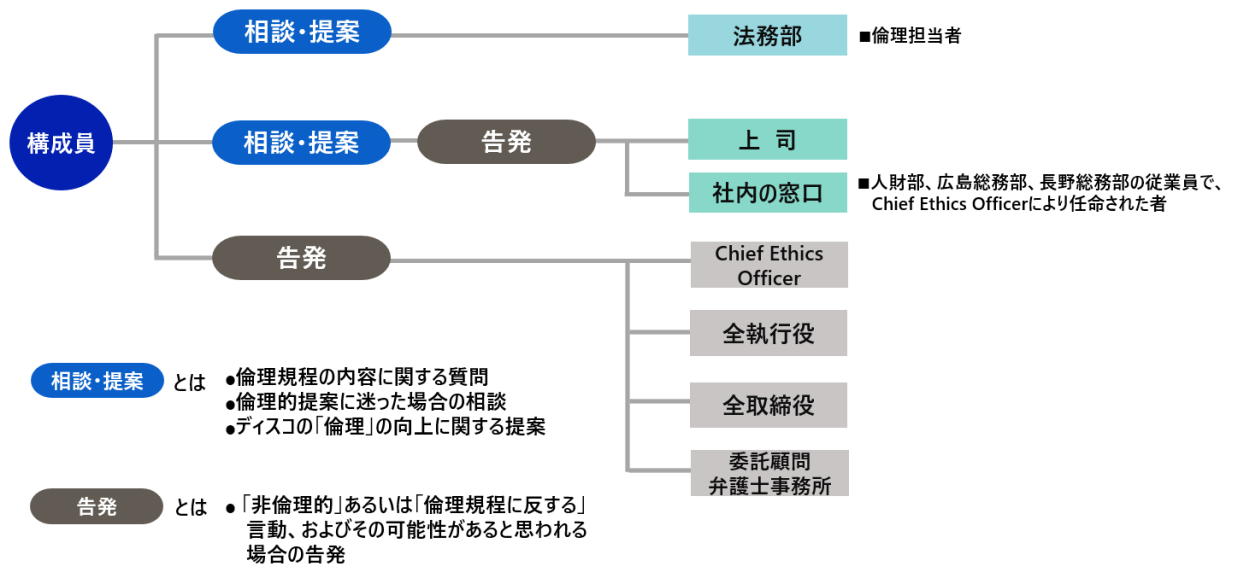 構成員
相談・提案
法務部
■倫理担当者
相談・提案
告発
上 司
社内の窓口
■人財部、広島総務部、長野総務部の従業員で、
Chief Ethics Officerにより任命された者
告発
Chief Ethics
Officer
全執行役
全取締役
委託顧問
弁護士事務所
相談・提案 とは
●倫理規程の内容に関する質問
●倫理的提案に迷った場合の相談
●ディスコの「倫理」の向上に関する提案
告発 とは
●「非倫理的」あるいは「倫理規程に反する」
言動、およびその可能性があると思われる
場合の告発